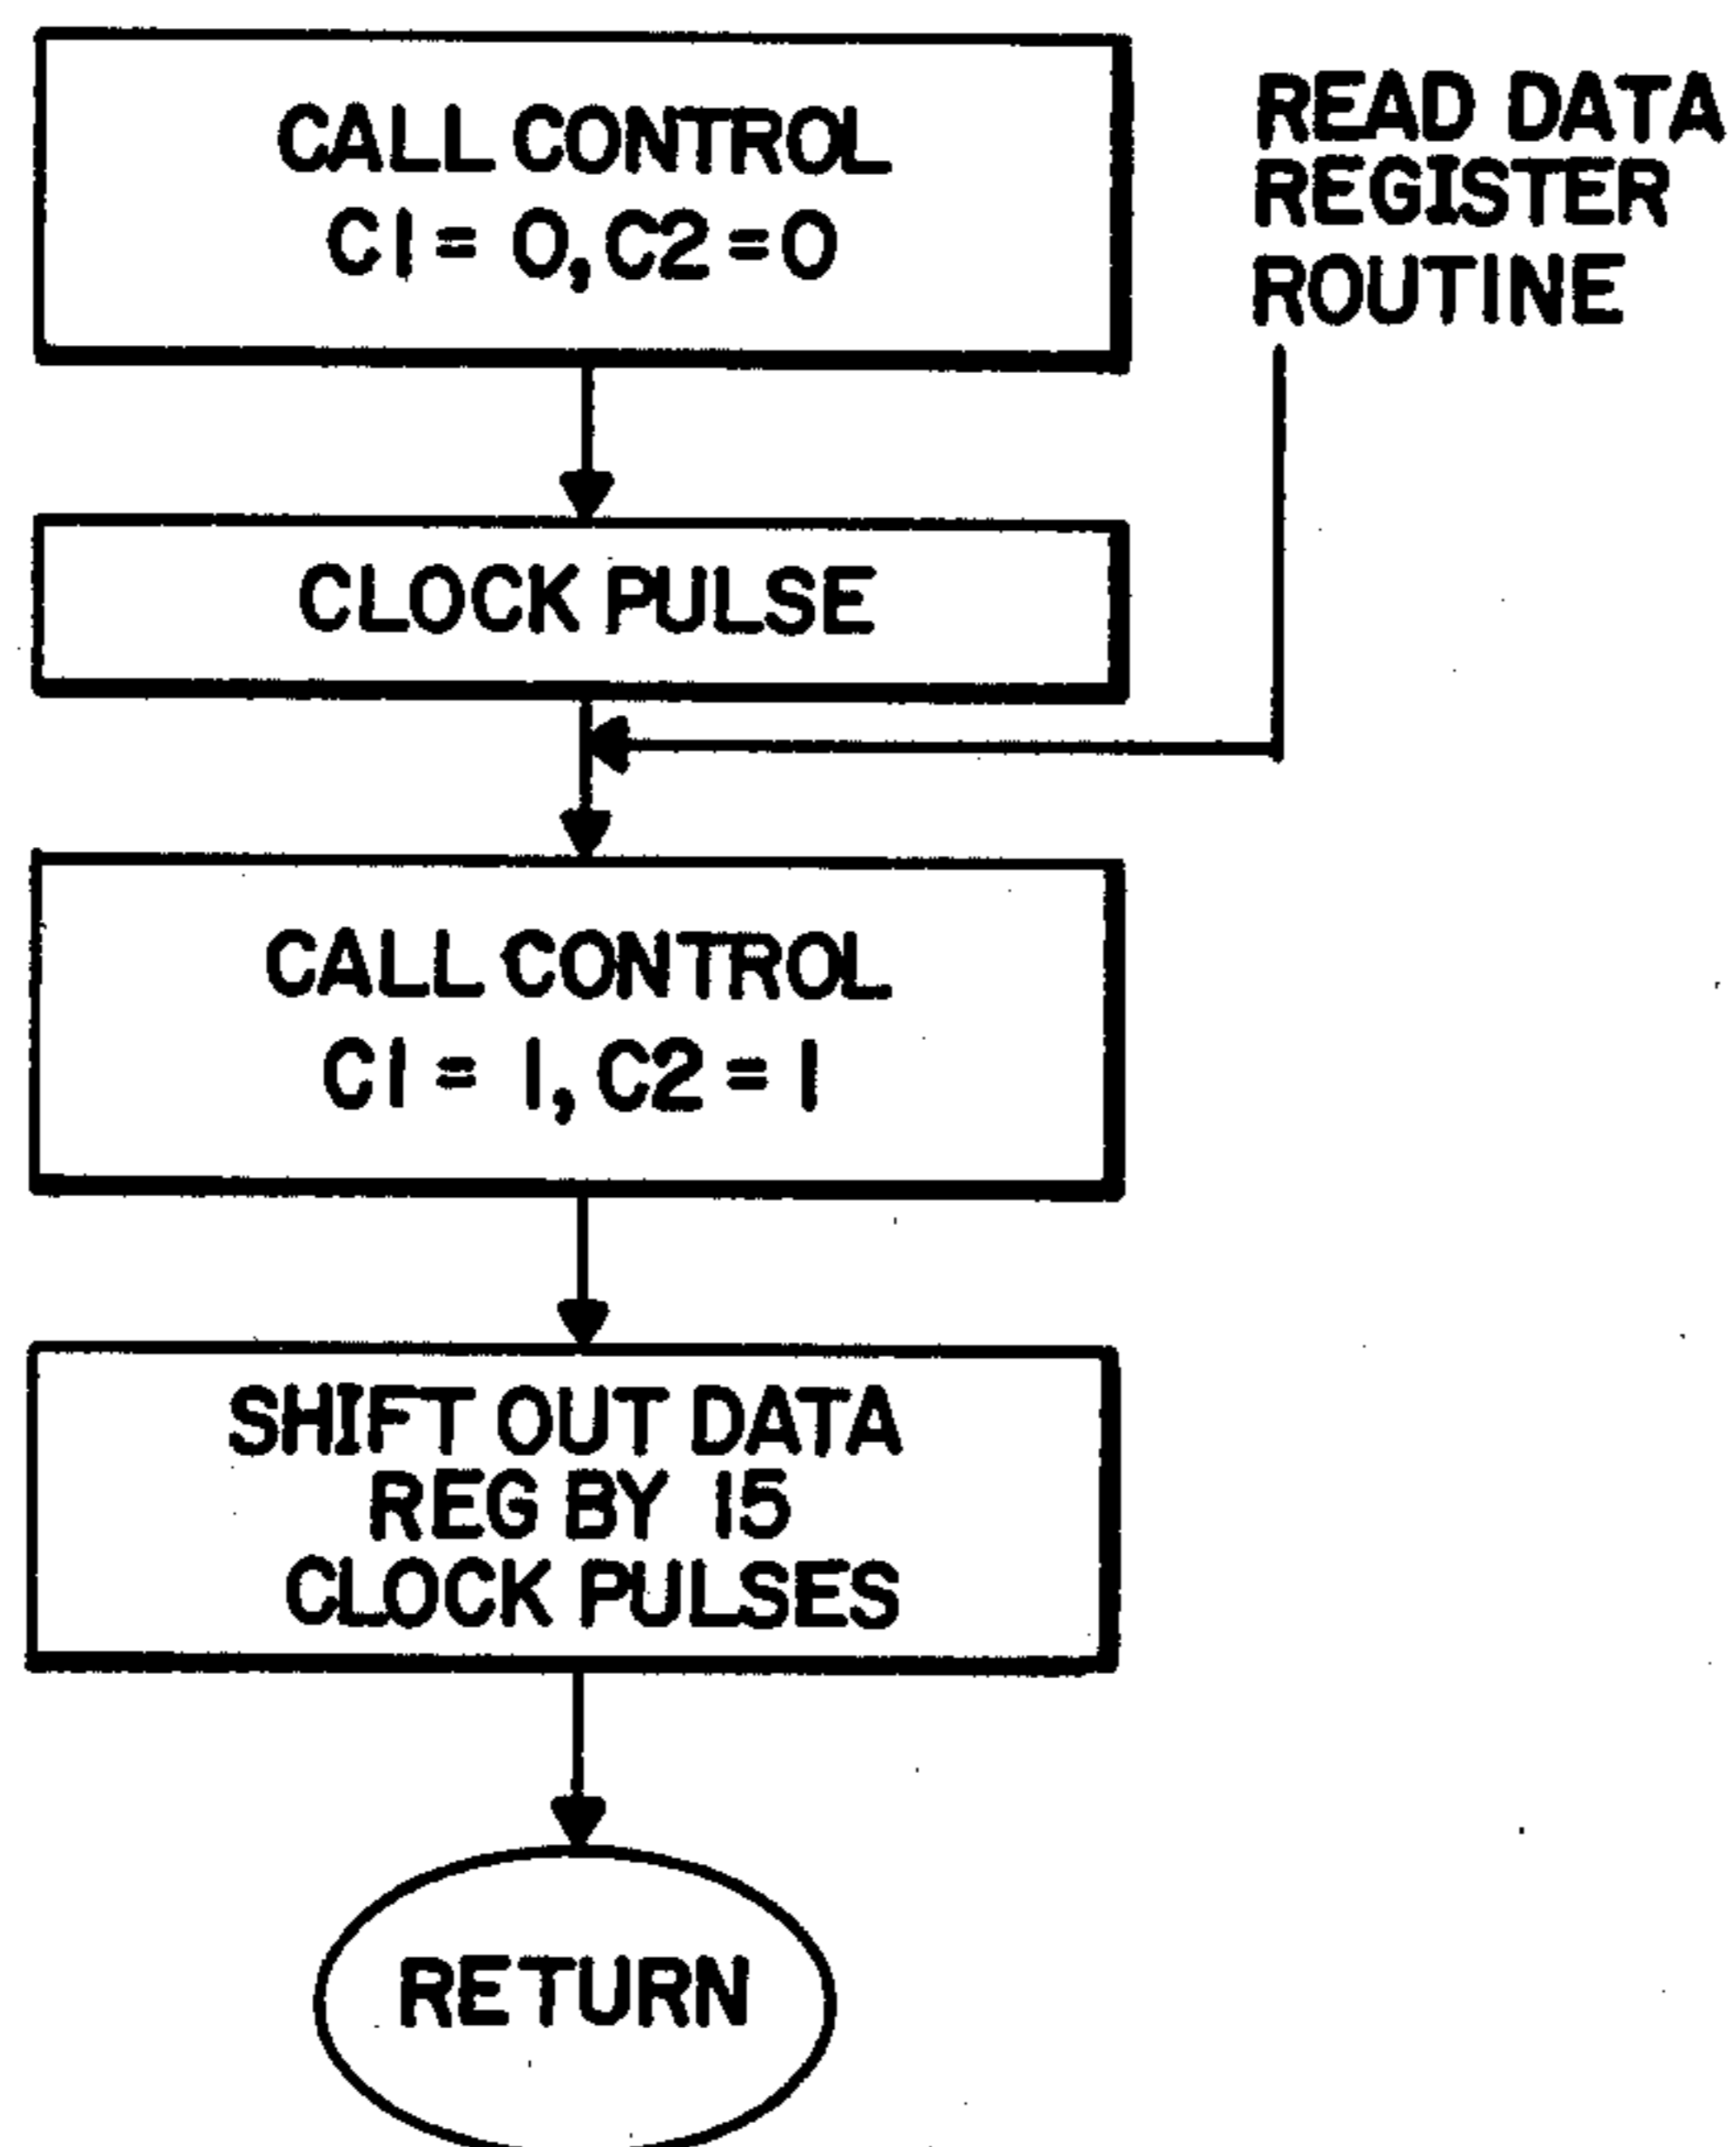 CALL CONTROL
C1 = 0, C2 = 0
READ DATA
REGISTER
ROUTINE
CLOCK PULSE
CALL CONTROL
C1 = 1, C2 = 1
SHIFT OUT DATA
REG BY 15
CLOCK PULSES
RETURN